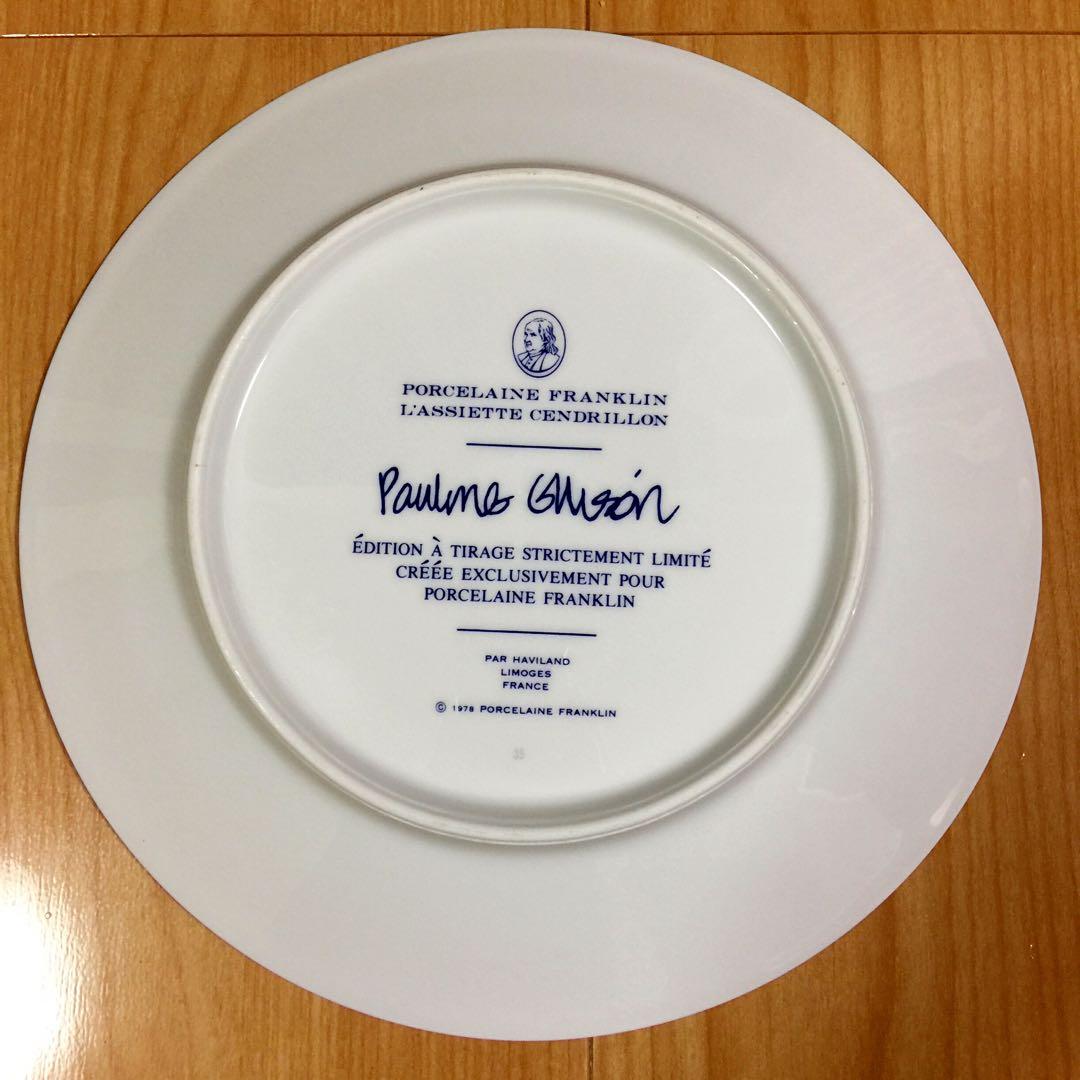 PORCELAINE FRANKLIN
L'ASSIETTE CENDRILLON
Pauline Ellison
ÉDITION À TIRAGE STRICTEMENT LIMITÉ
CRÉÉE EXCLUSIVEMENT POUR
PORCELAINE FRANKLIN
PAR HAVILAND
LIMOGES
FRANCE
© 1978 PORCELAINE FRANKLIN
35